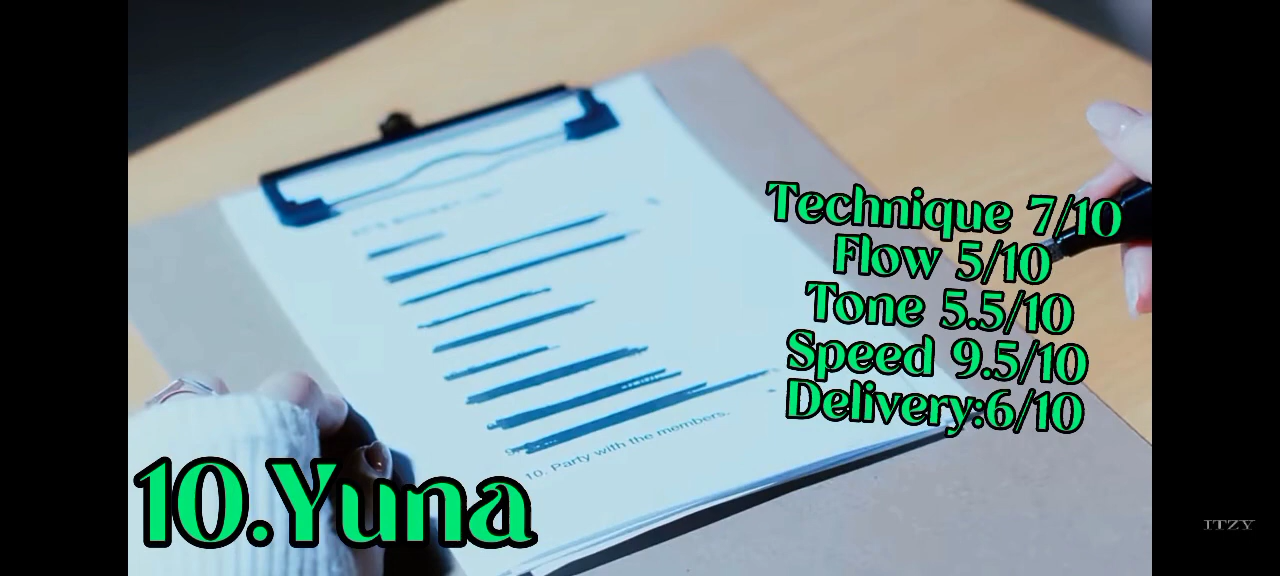 10. Party with the members.
Technique 7/10
Flow 5/10
Tone 5.5/10
Speed 9.5/10
Delivery:6/10
10.Yuna
ITZY